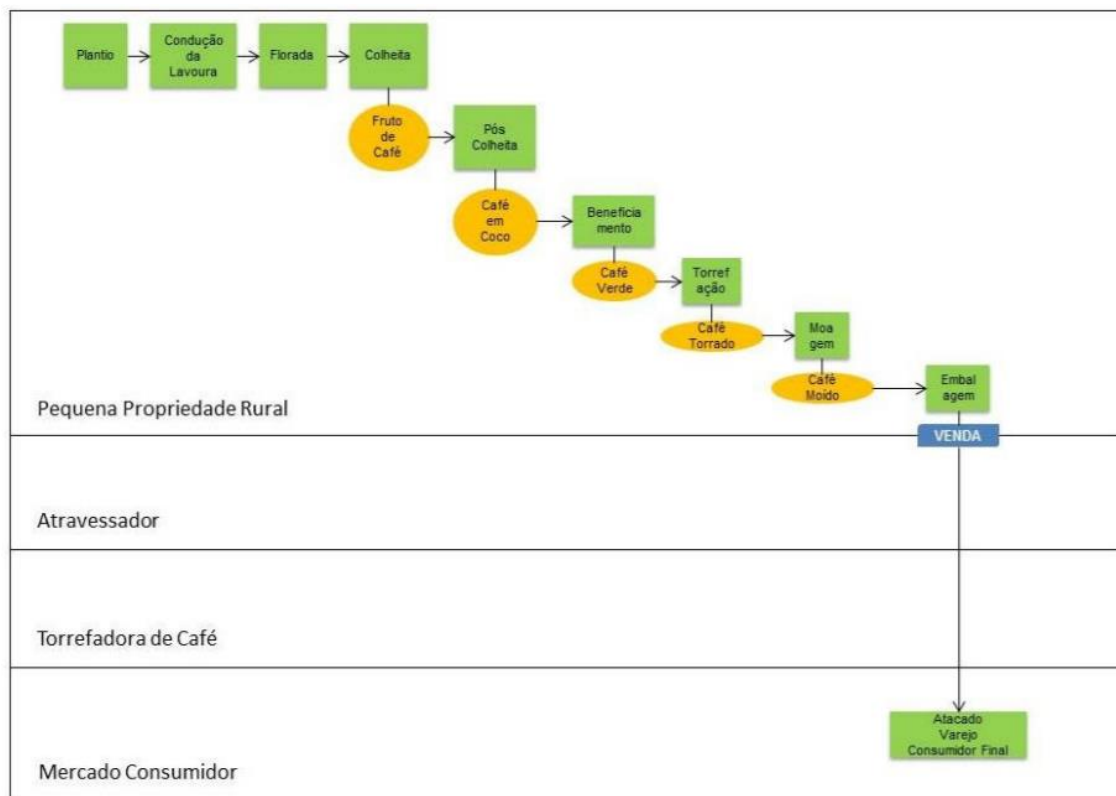 Plantio
Condução
da
Lavoura
Florada
Colheita
Fruto
de
Café
Pós
Colheita
Café
em
Coco
Beneficia
mento
Café
Verde
Torref
ação
Café
Torrado
Moa
gem
Café
Moído
Embal
agem
Pequena Propriedade Rural
VENDA
Atravessador
Torrefadora de Café
Atacado
Varejo
Consumidor Final
Mercado Consumidor